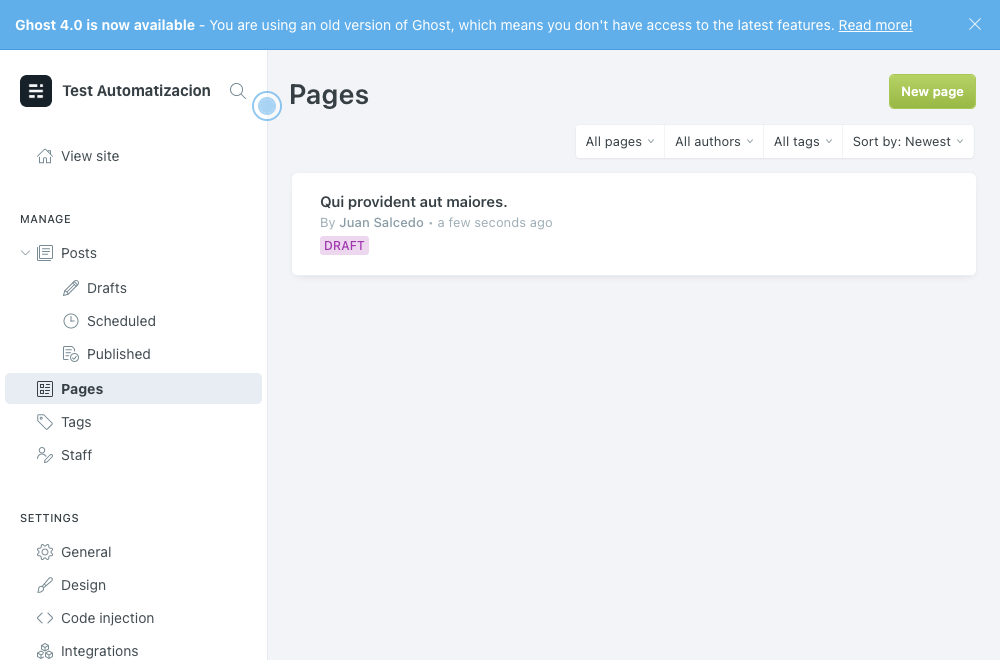 Ghost 4.0 is now available - You are using an old version of Ghost, which means you don't have access to the latest features. Read more!
Test Automatizacion
View site
MANAGE
Posts
Drafts
Scheduled
Published
Pages
Tags
Staff
SETTINGS
General
Design
Code injection
Integrations
Pages
New page
All pages
All authors
All tags
Sort by: Newest
Qui provident aut maiores.
By Juan Salcedo • a few seconds ago
DRAFT